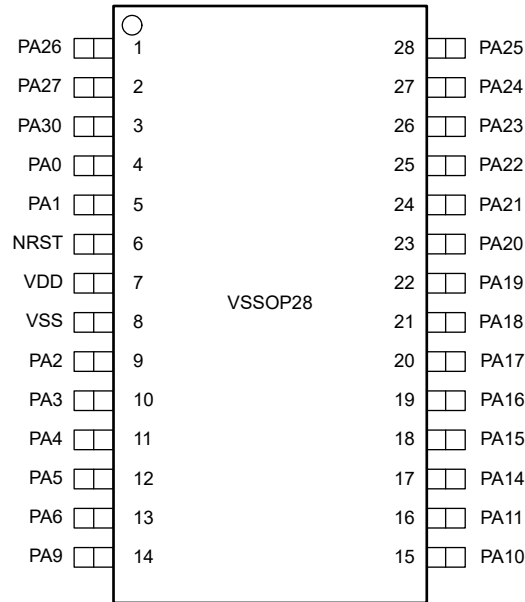 PA26 1 28 PA25
PA27 2 27 PA24
PA30 3 26 PA23
PA0 4 25 PA22
PA1 5 24 PA21
NRST 6 23 PA20
VDD 7 22 PA19
VSSOP28
VSS 8 21 PA18
PA2 9 20 PA17
PA3 10 19 PA16
PA4 11 18 PA15
PA5 12 17 PA14
PA6 13 16 PA11
PA9 14 15 PA10